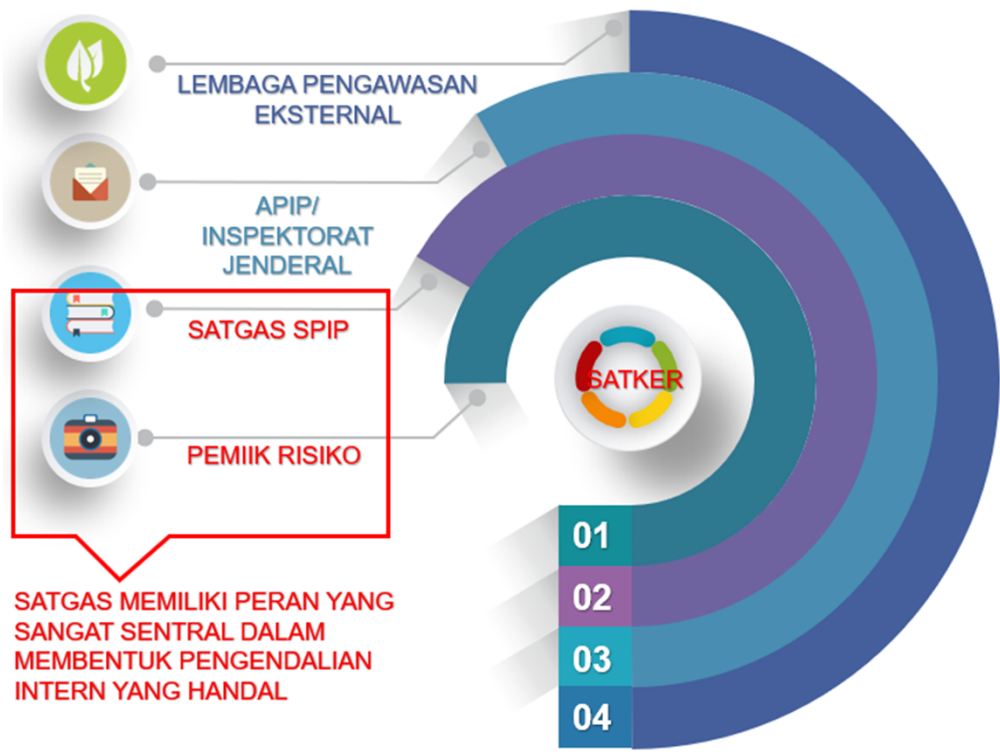 LEMBAGA PENGAWASAN
EKSTERNAL
APIP/
INSPEKTORAT
JENDERAL
SATGAS SPIP
PEMIIK RISIKO
SATKER
01
02
03
04
SATGAS MEMILIKI PERAN YANG
SANGAT SENTRAL DALAM
MEMBENTUK PENGENDALIAN
INTERN YANG HANDAL